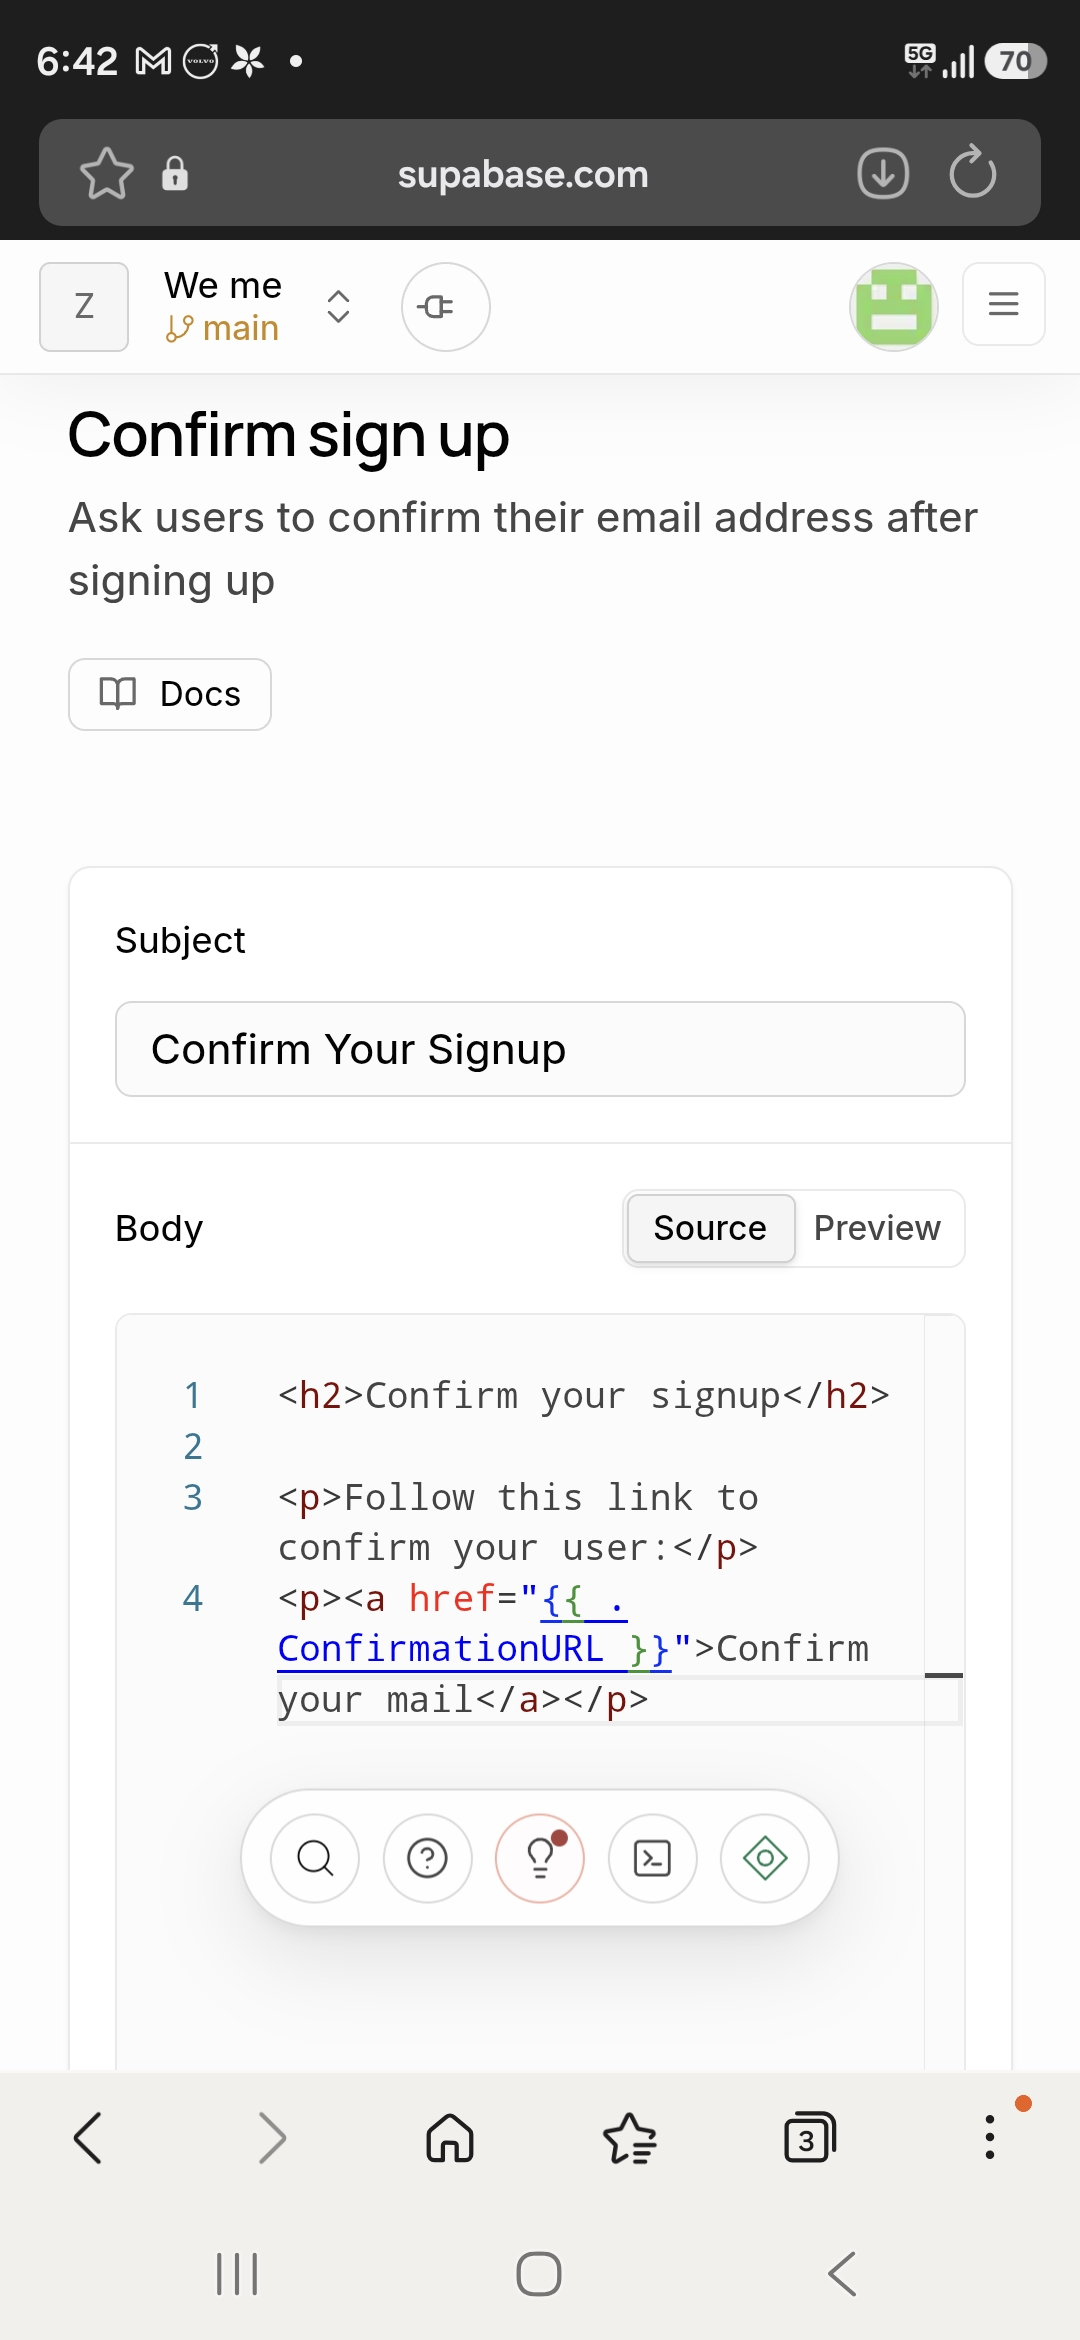 6:42
5G
70
supabase.com
Z
We me
main
Confirm sign up
Ask users to confirm their email address after
signing up
Docs
Subject
Confirm Your Signup
Body
Source
Preview
1 <h2>Confirm your signup</h2>
2
3 <p>Follow this link to
confirm your user:</p>
4 <p><a href="{{ .
ConfirmationURL }}">Confirm
your mail</a></p>
3